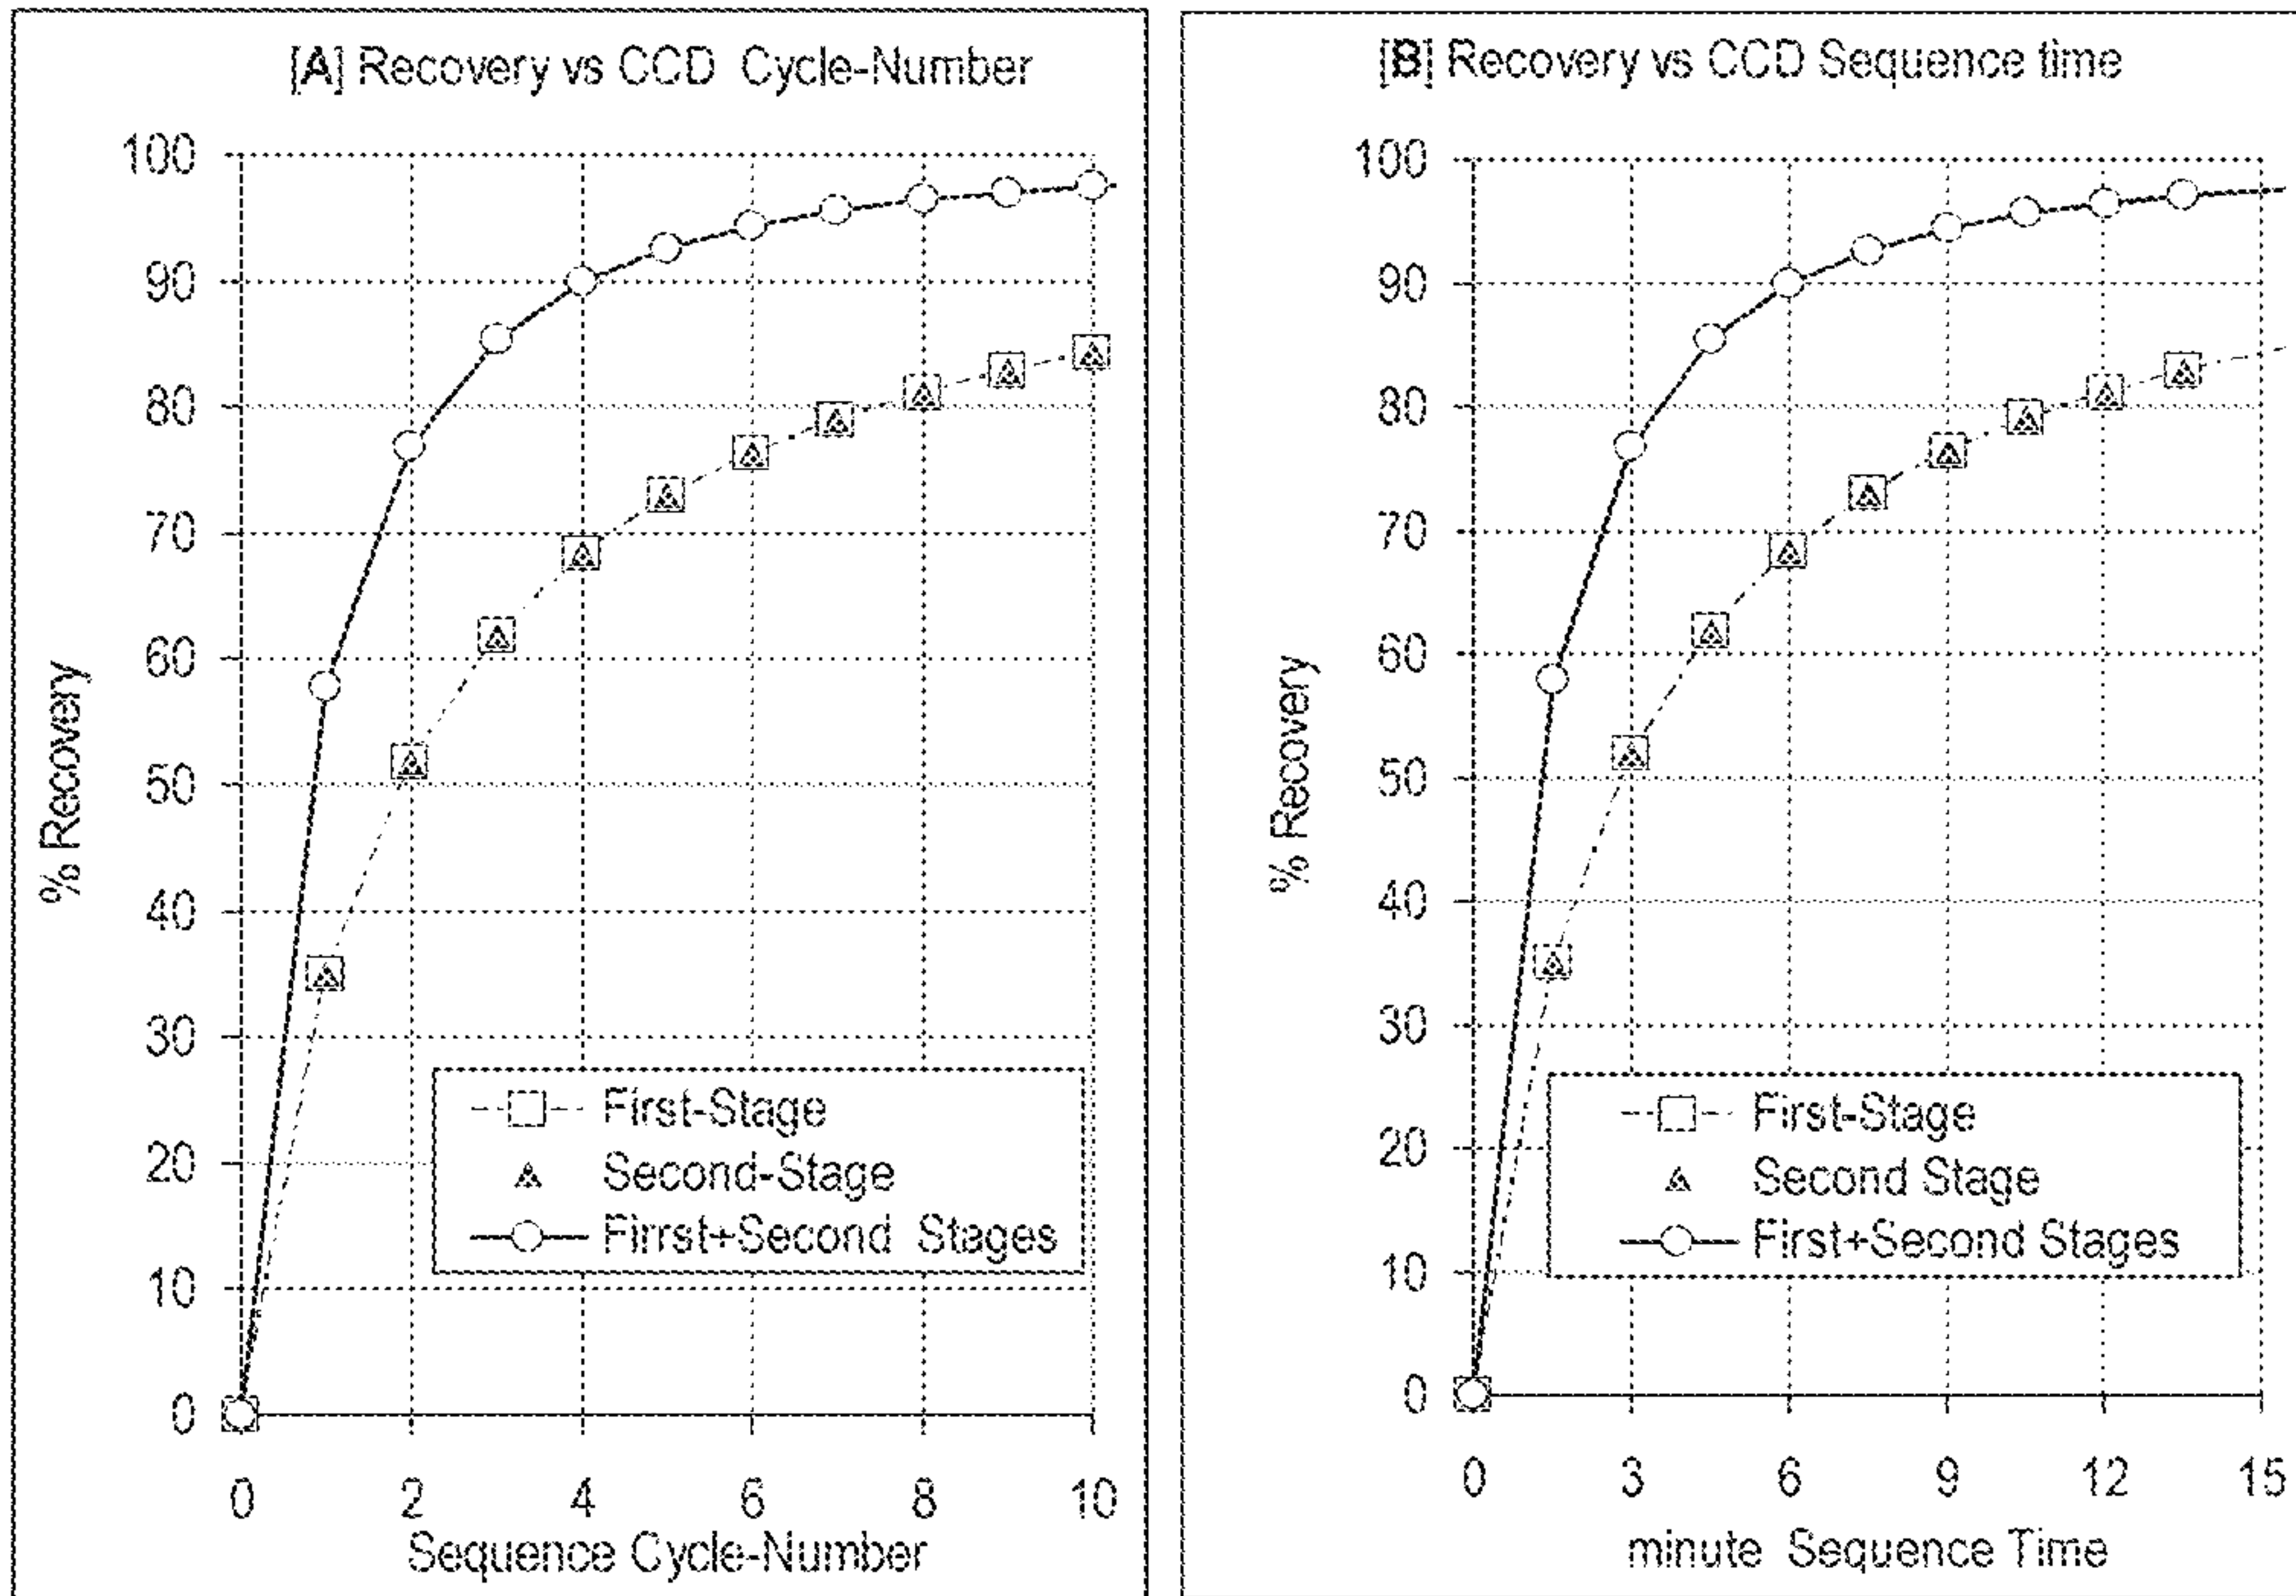 [A] Recovery vs CCD Cycle-Number
100
90
80
70
60
50
40
30
20
10
0
% Recovery
First-Stage
Second-Stage
Firrst+Second Stages
0 2 4 6 8 10
Sequence Cycle-Number
[B] Recovery vs CCD Sequence time
100
90
80
70
60
50
40
30
20
10
0
% Recovery
First-Stage
Second Stage
First+Second Stages
0 3 6 9 12 15
minute Sequence Time